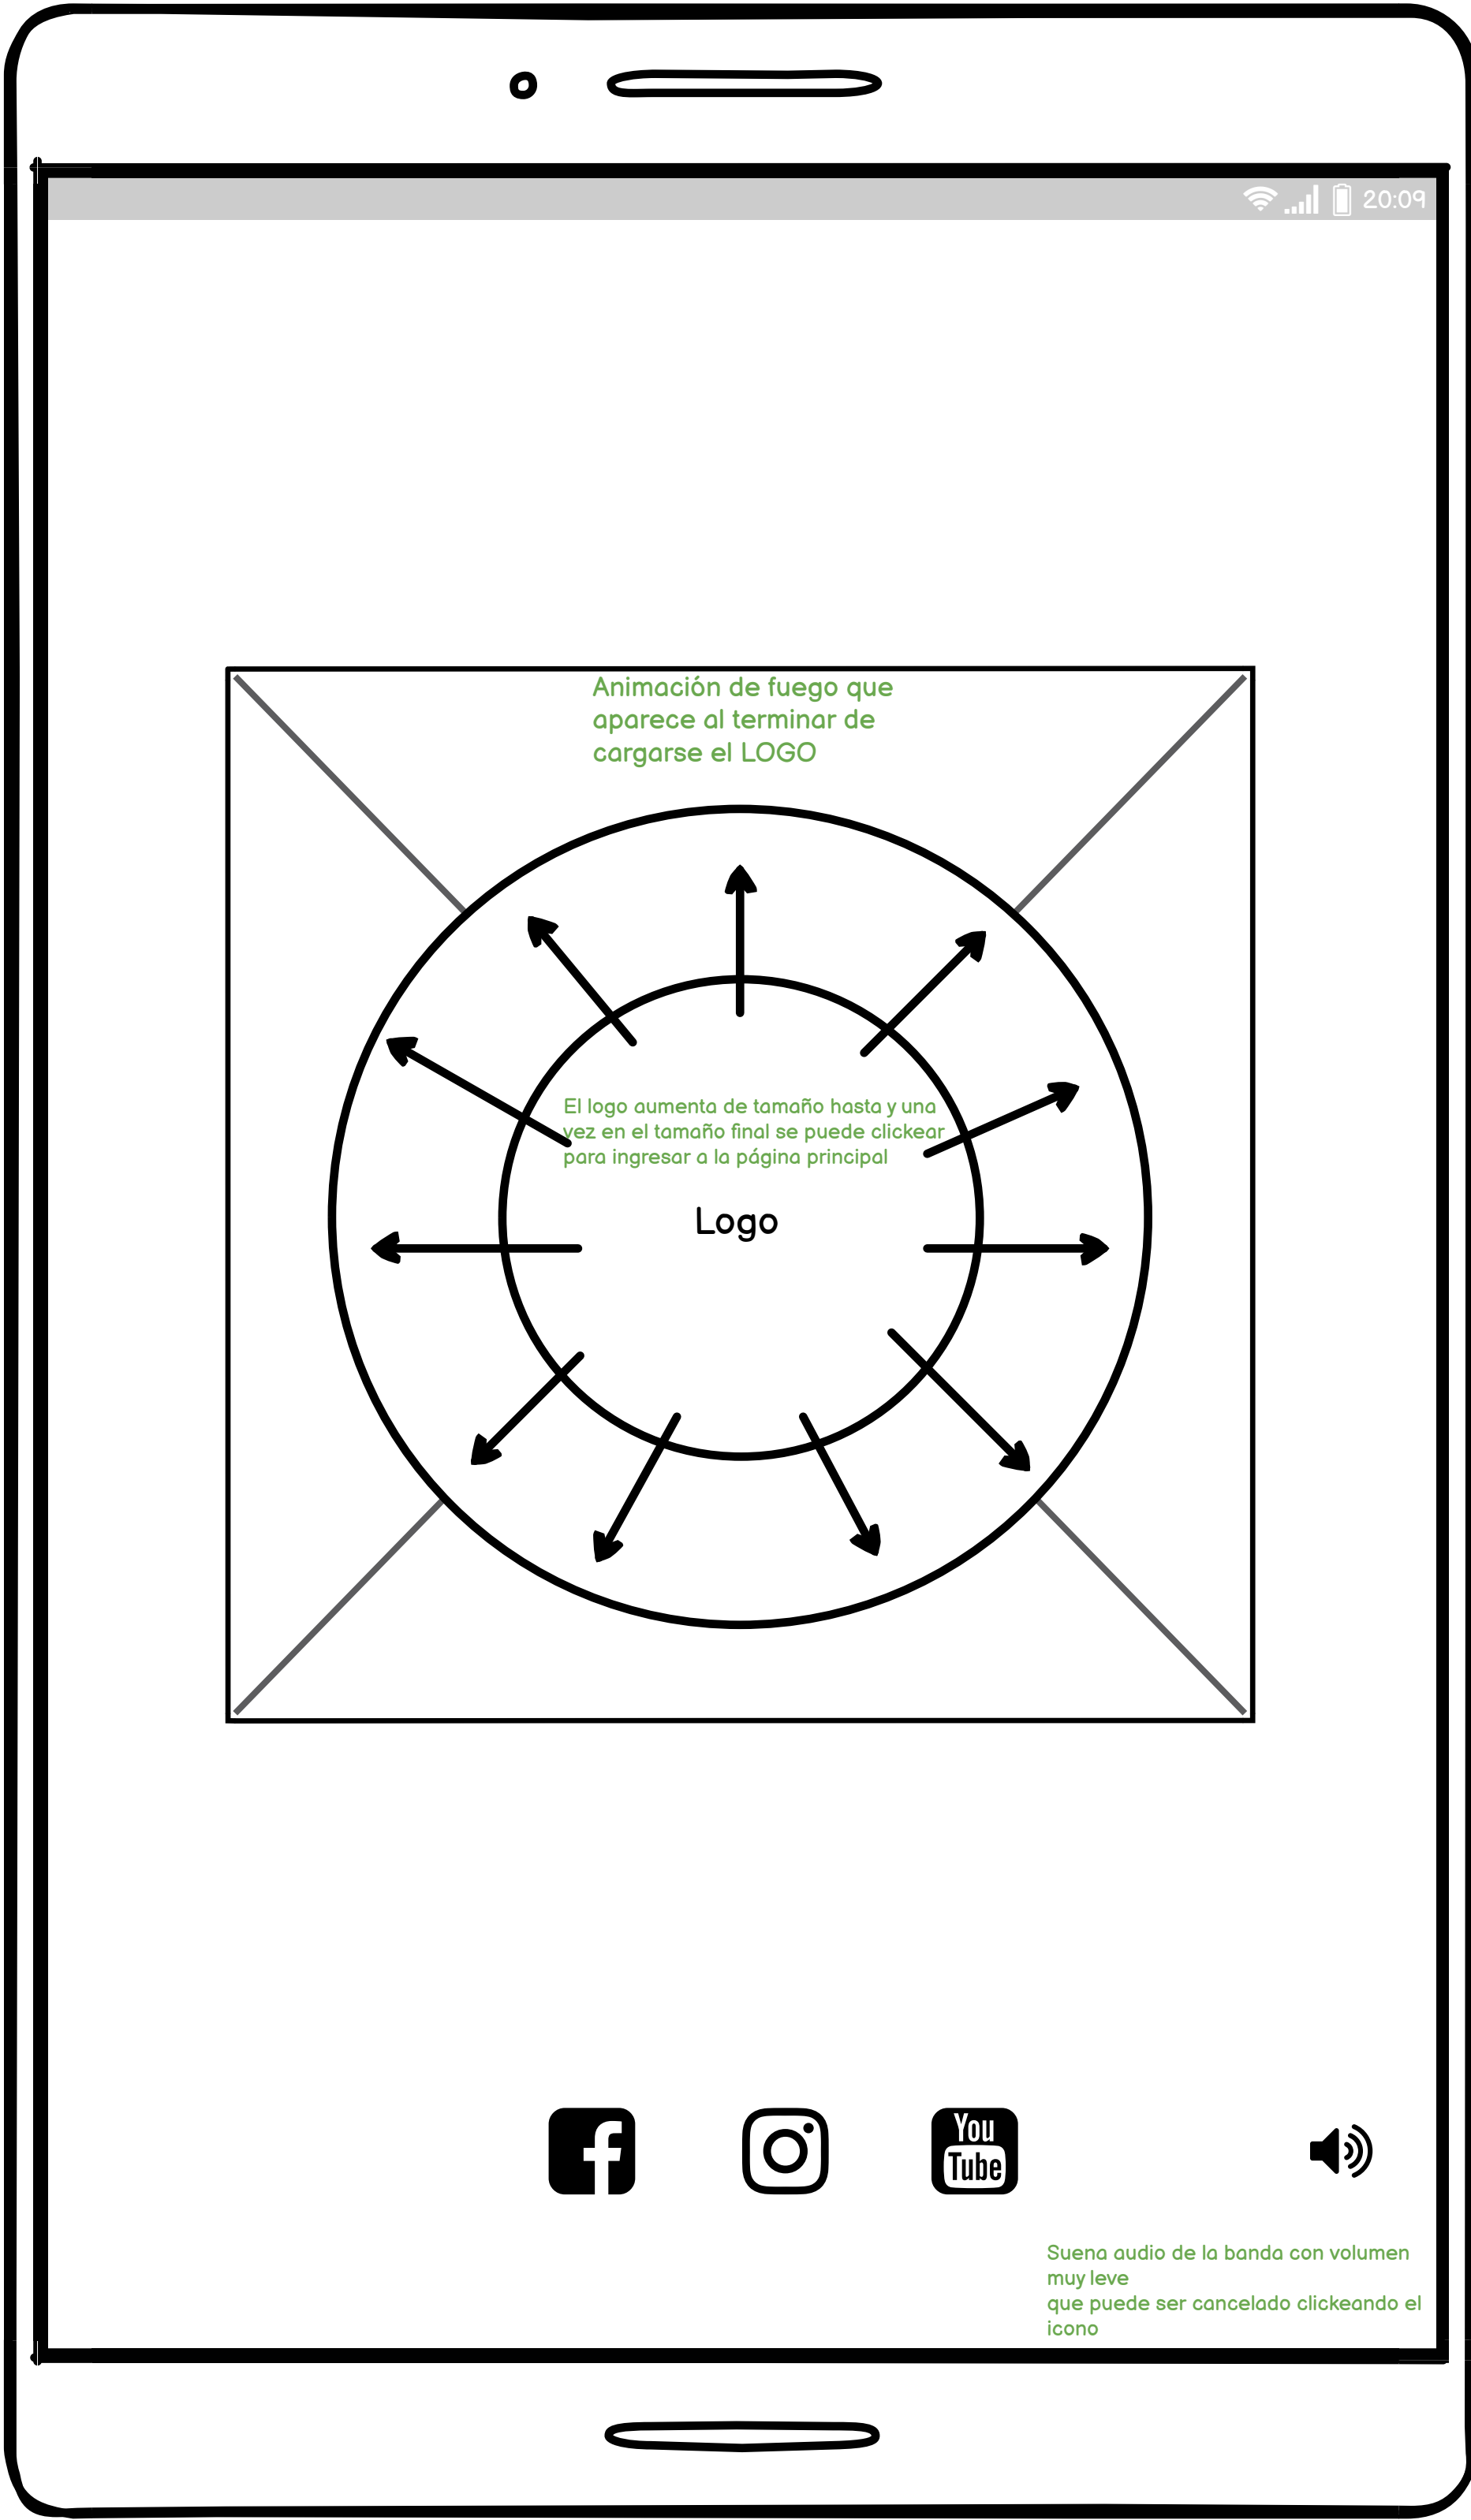 20:09
Animación de fuego que
aparece al terminar de
cargarse el LOGO
El logo aumenta de tamaño hasta y una
vez en el tamaño final se puede clickear
para ingresar a la página principal
Logo
You
Tube
Suena audio de la banda con volumen
muy leve
que puede ser cancelado clickeando el
icono